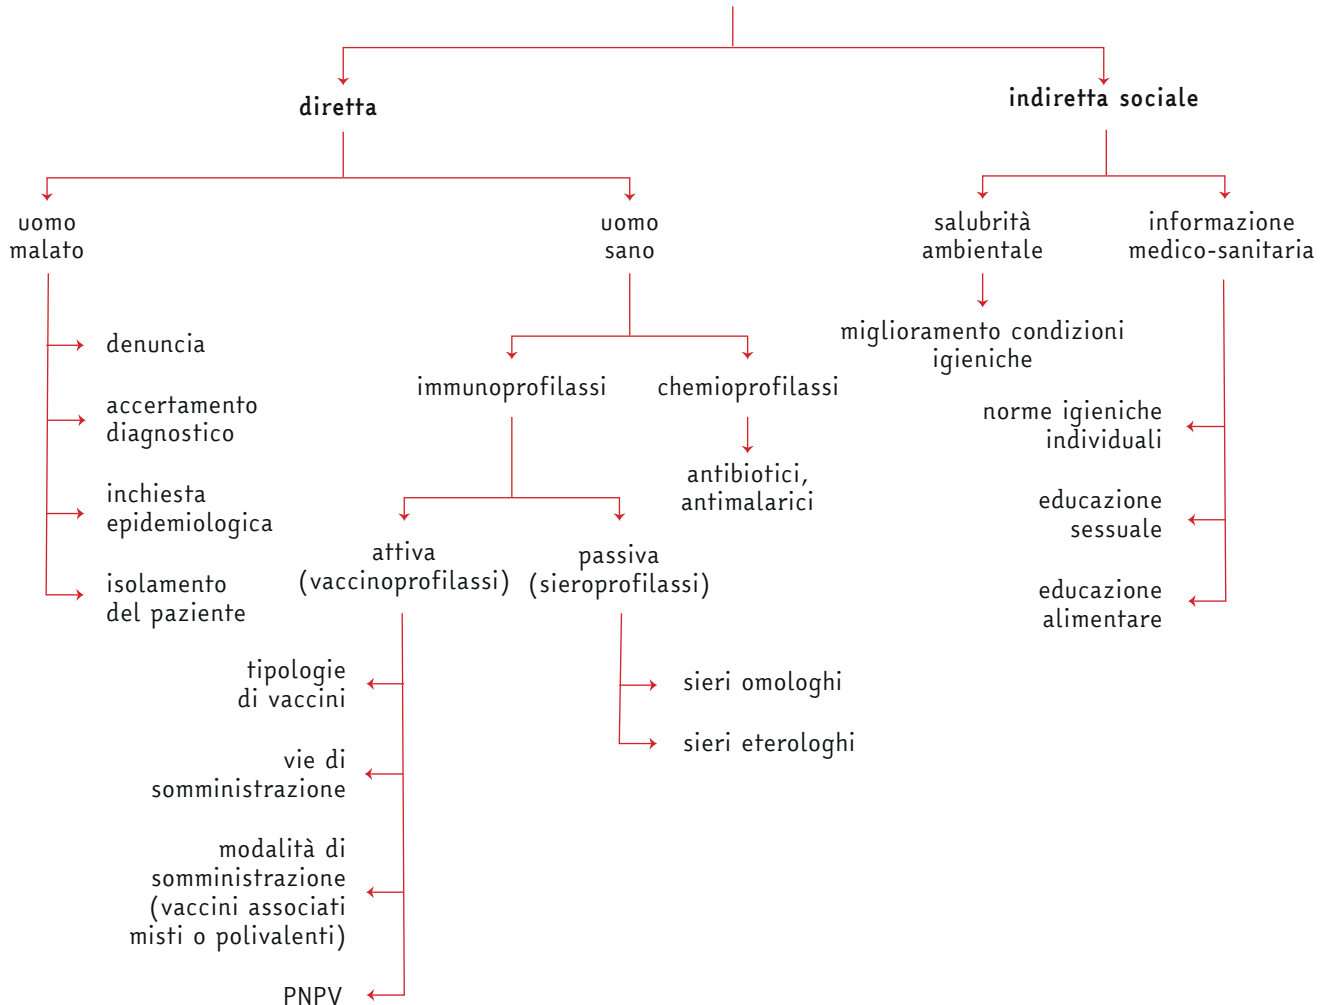 diretta
indiretta sociale
uomo
malato
uomo
sano
salubrità
ambientale
informazione
medico-sanitaria
denuncia
accertamento
diagnostico
inchiesta
epidemiologica
isolamento
del paziente
immunoprofilassi
chemioprofilassi
antibiotici,
antimalarici
attiva
(vaccinoprofilassi)
passiva
(sieroprofilassi)
tipologie
di vaccini
vie di
somministrazione
modalità di
somministrazione
(vaccini associati
misti o polivalenti)
PNPV
sieri omologhi
sieri eterologhi
miglioramento condizioni
igieniche
norme igieniche
individuali
educazione
sessuale
educazione
alimentare